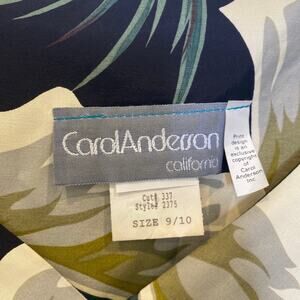 CarolAnderson
california
Cut# 337
Style# 2375
SIZE 9/10
Print
design is
an
exclusive
copyright
of
Carol
Anderson
Inc.